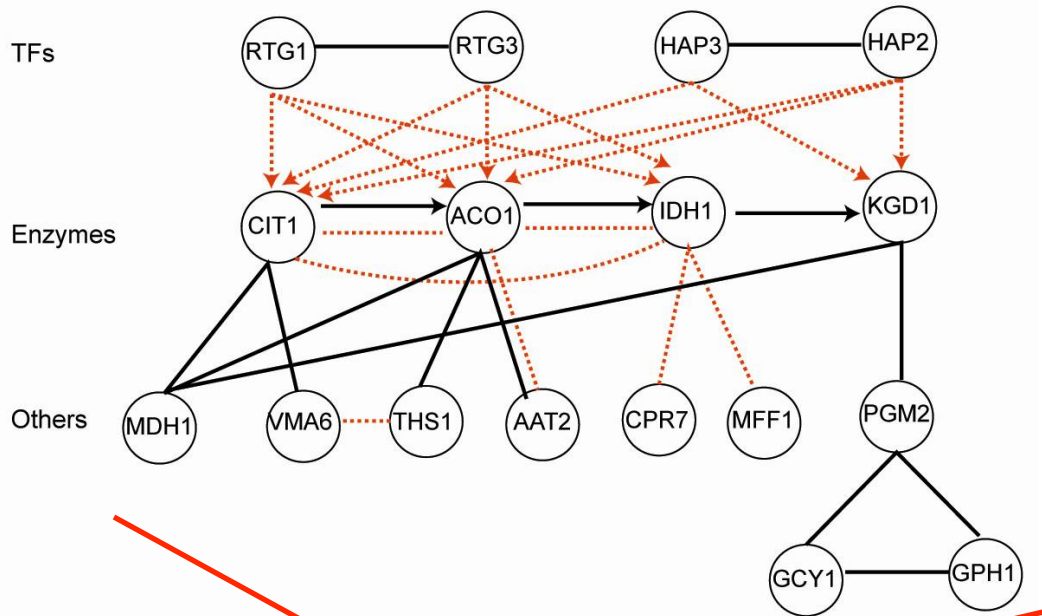 TFs
RTG1
RTG3
HAP3
HAP2
Enzymes
CIT1
ACO1
IDH1
KGD1
Others
MDH1
VMA6
THS1
AAT2
CPR7
MFF1
PGM2
GCY1
GPH1